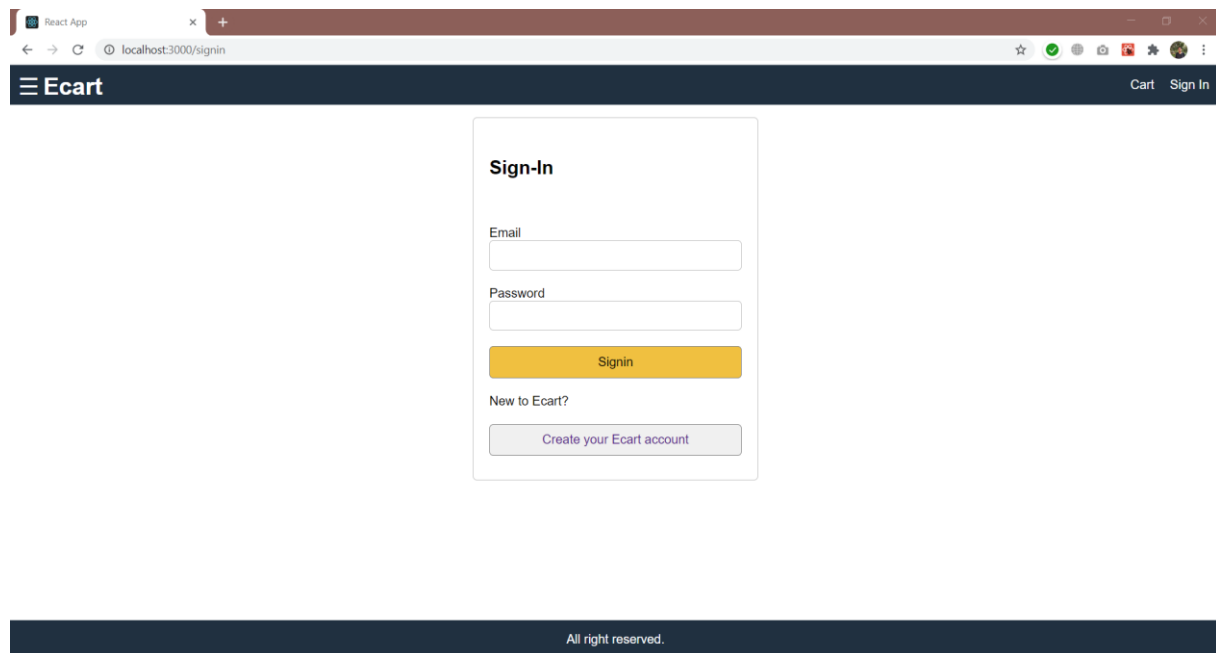 React App
localhost:3000/signin
Ecart
Cart Sign In
Sign-In
Email
Password
Signin
New to Ecart?
Create your Ecart account
All right reserved.